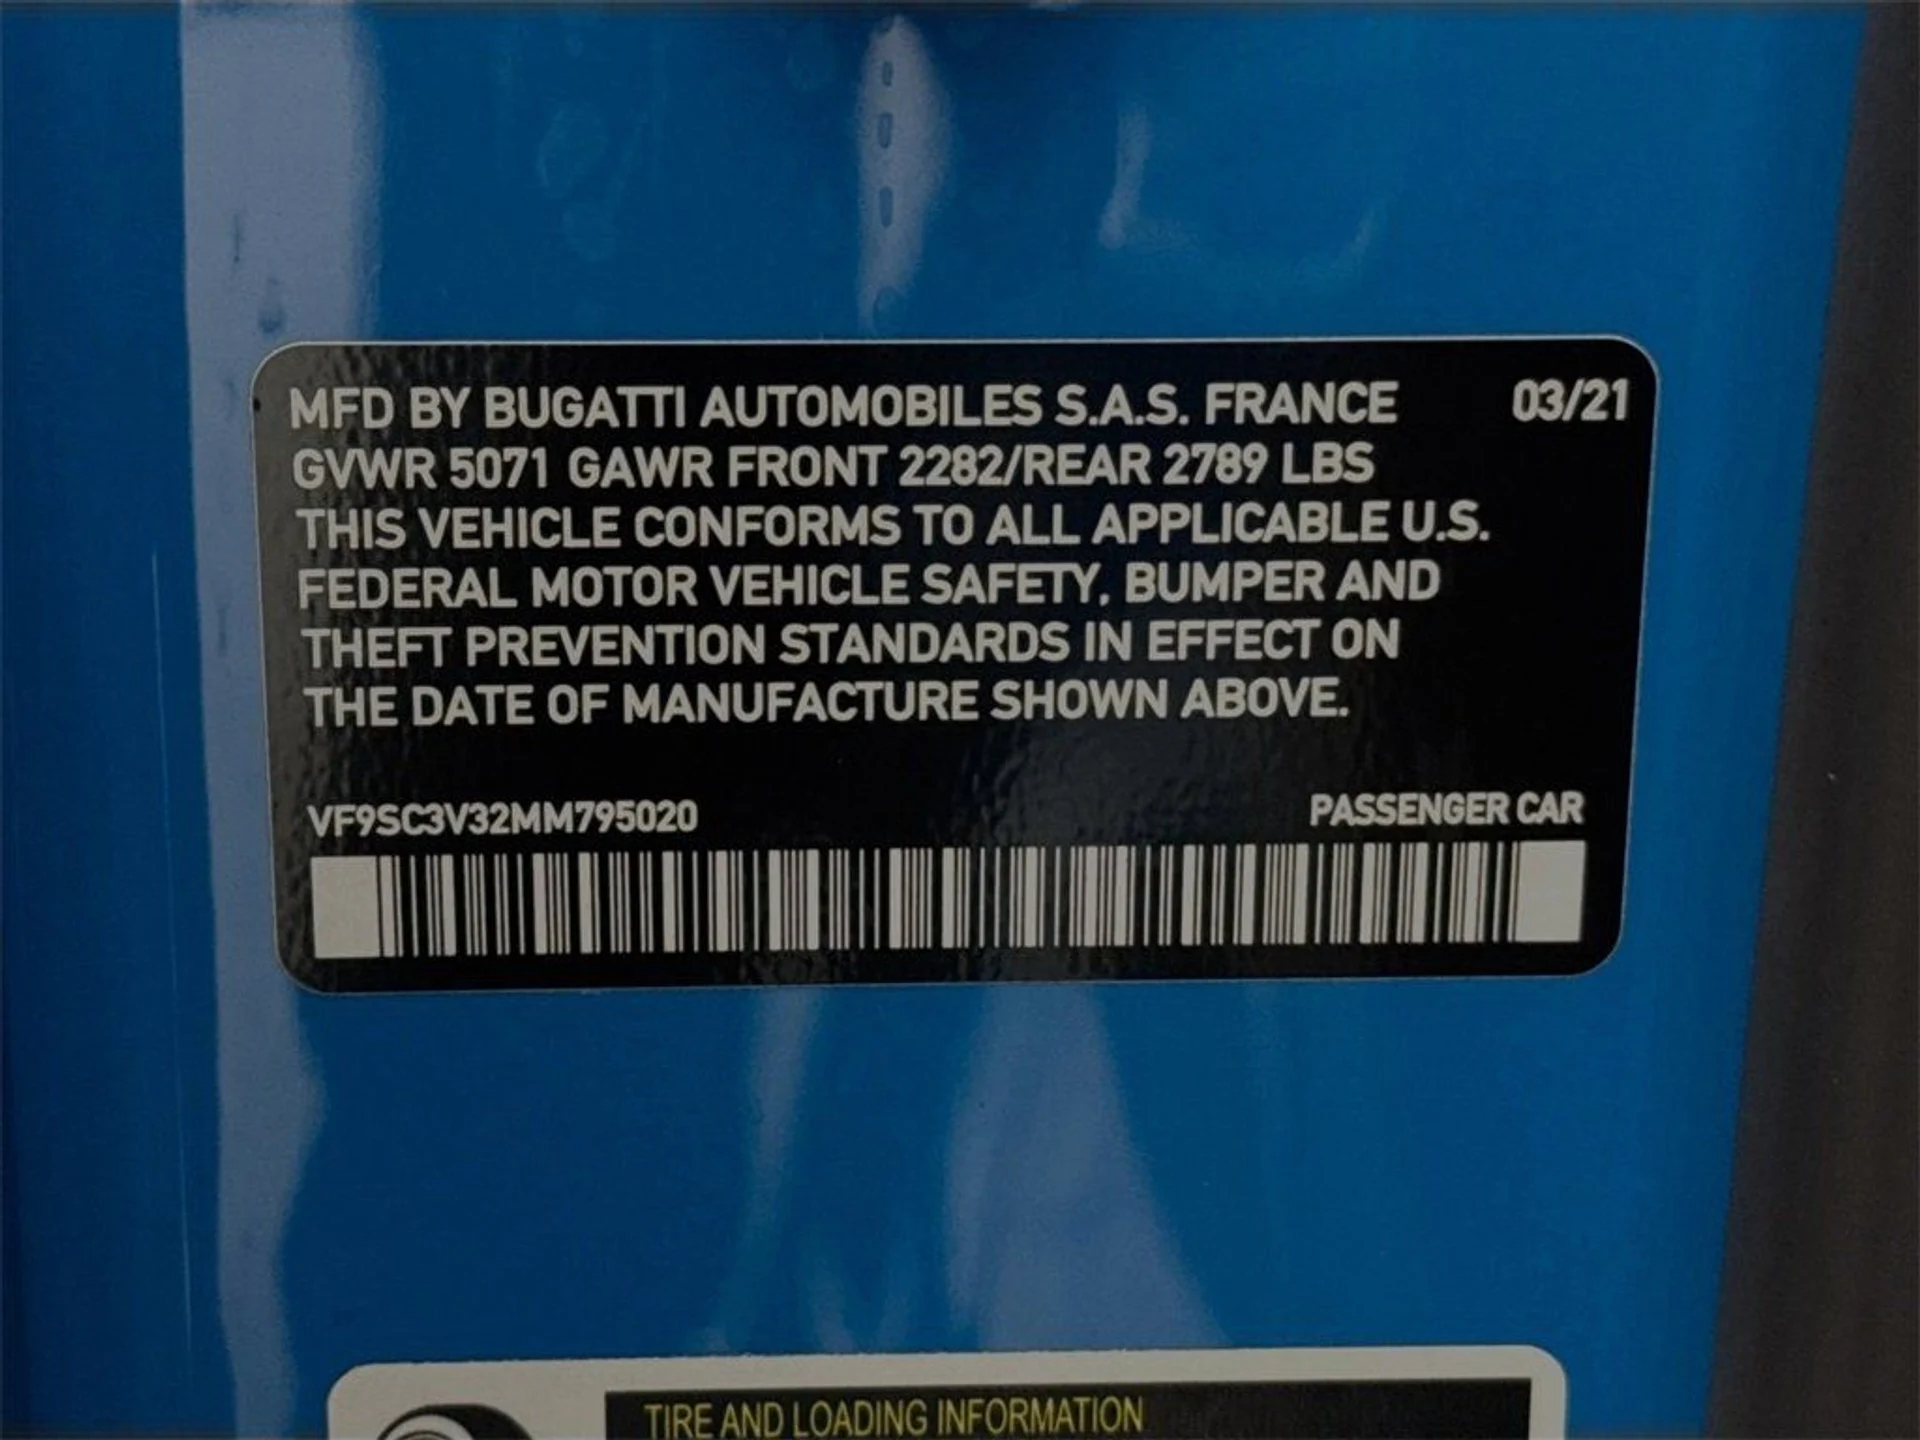 MFD BY BUGATTI AUTOMOBILES S.A.S. FRANCE 03/21
GVWR 5071 GAWR FRONT 2282/REAR 2789 LBS
THIS VEHICLE CONFORMS TO ALL APPLICABLE U.S.
FEDERAL MOTOR VEHICLE SAFETY, BUMPER AND
THEFT PREVENTION STANDARDS IN EFFECT ON
THE DATE OF MANUFACTURE SHOWN ABOVE.
VF9SC3V32MM795020 PASSENGER CAR
TIRE AND LOADING INFORMATION